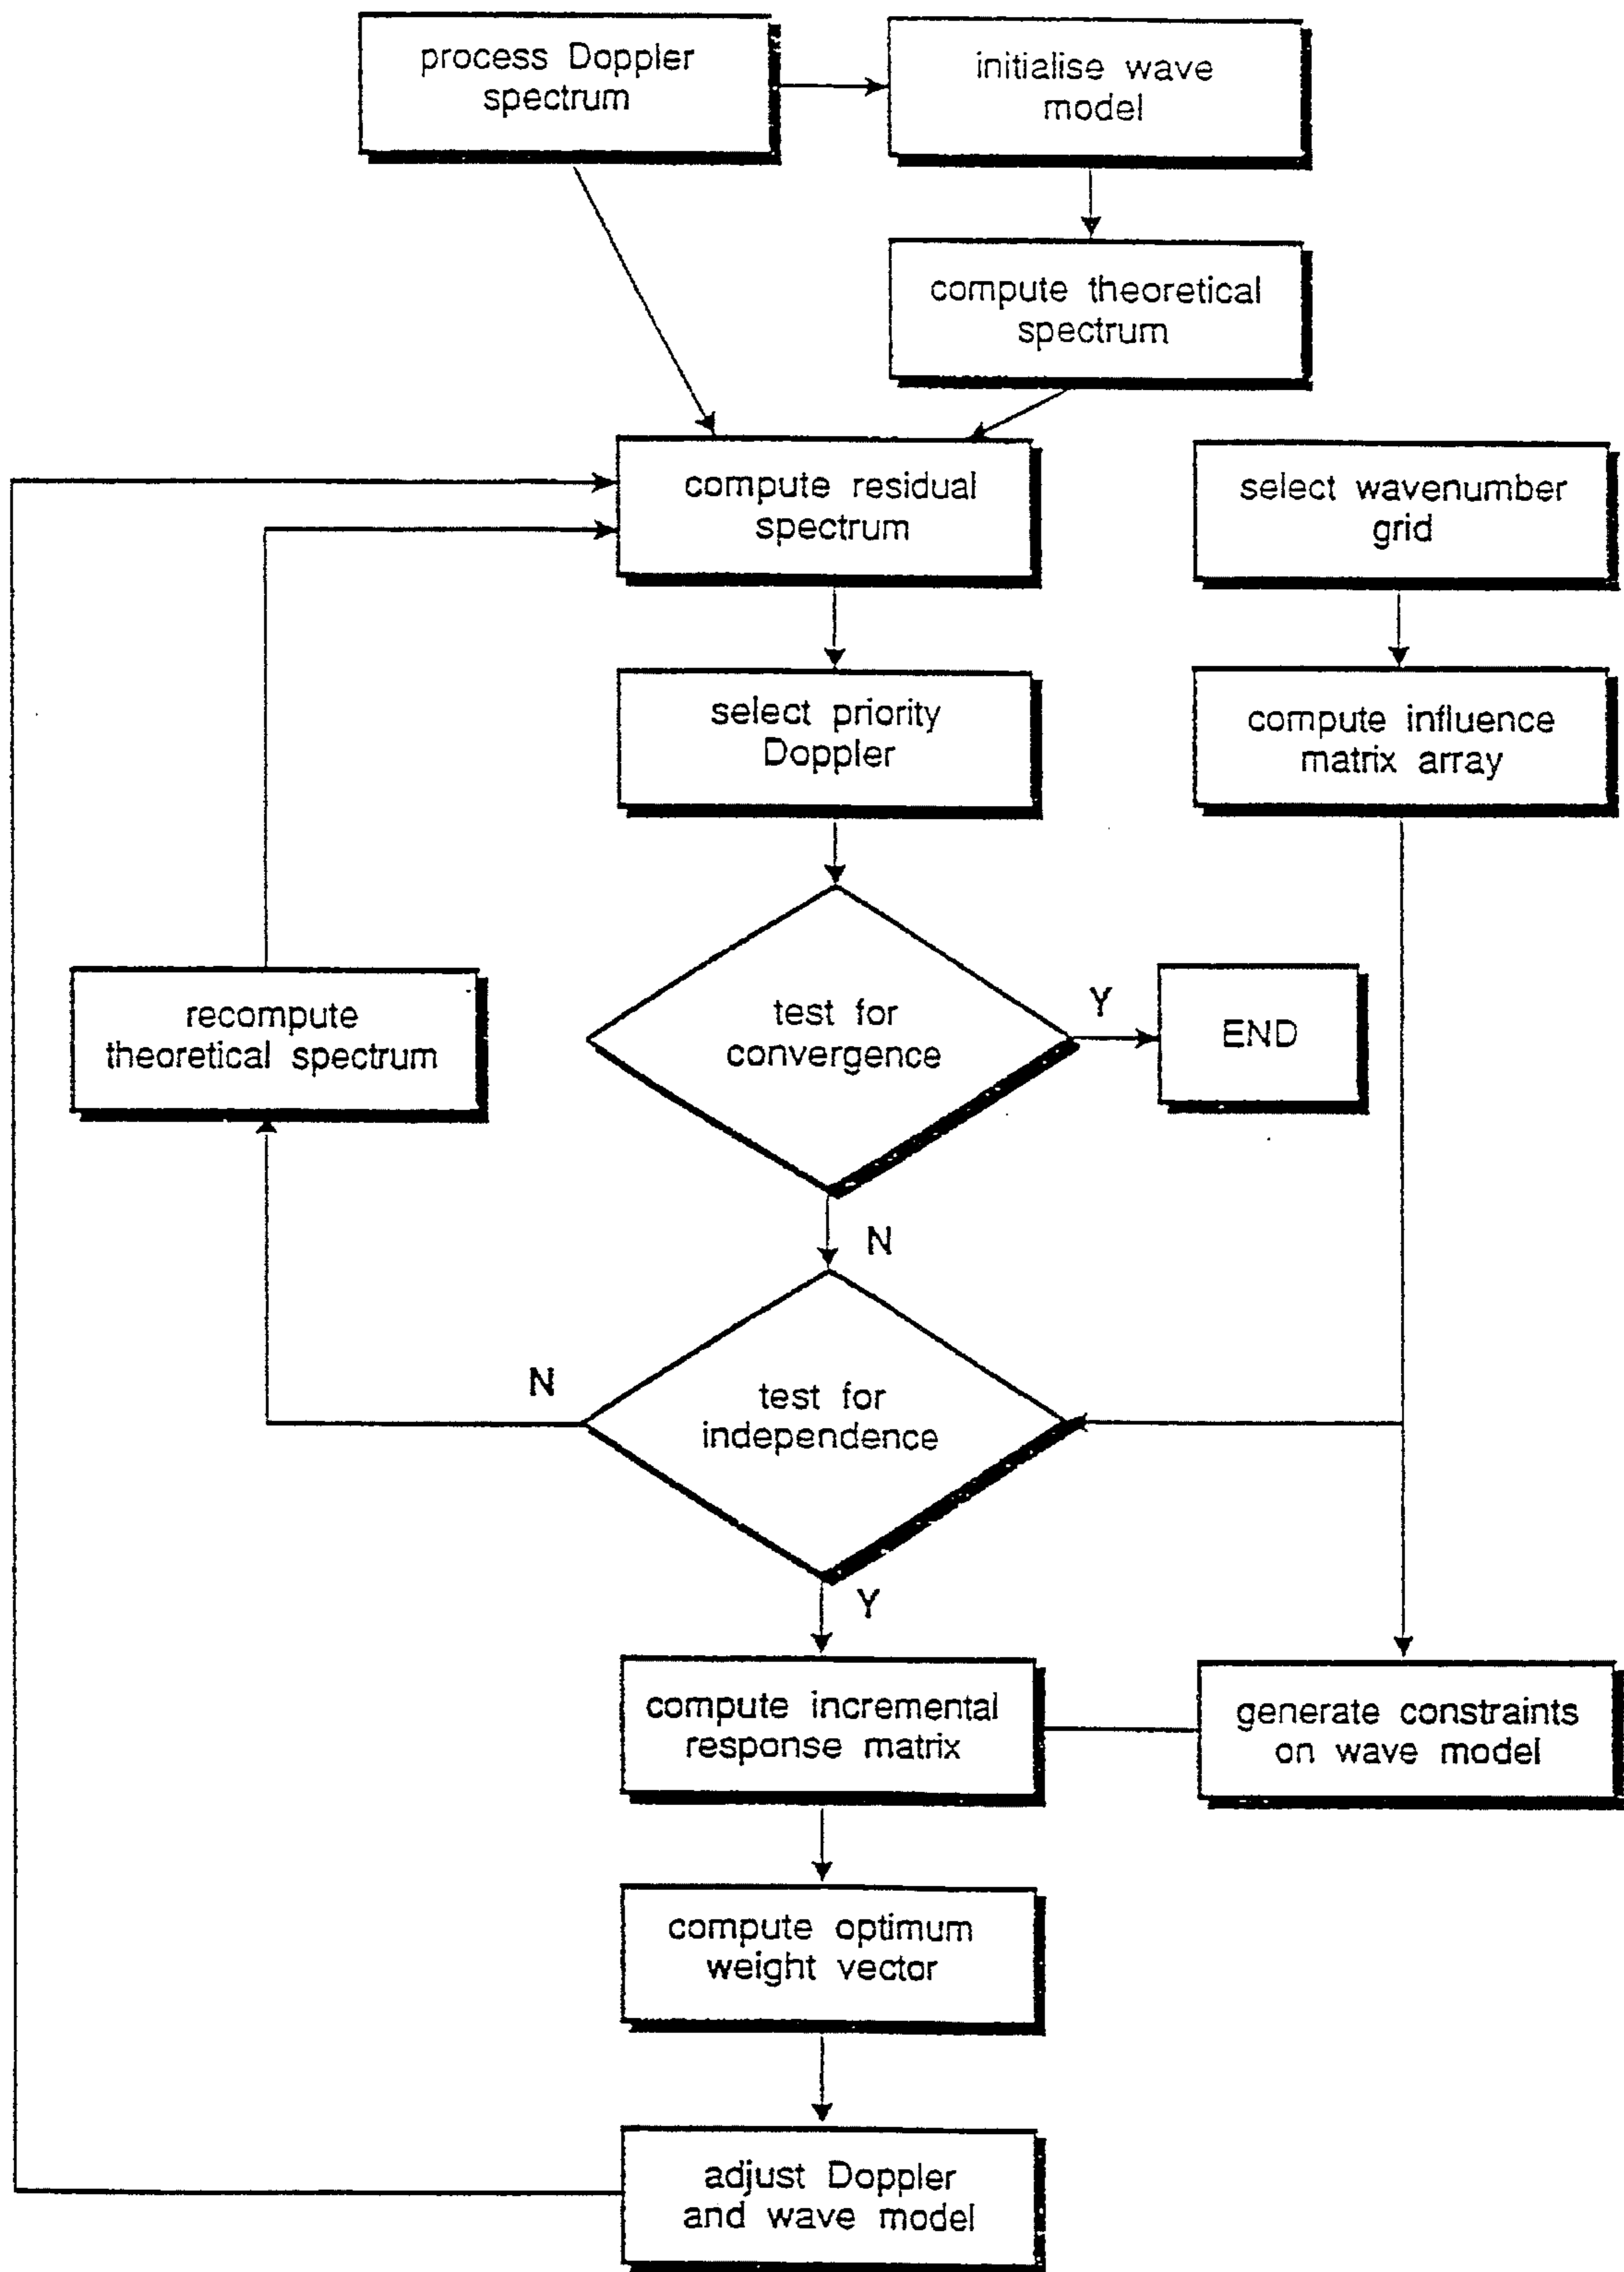 process Doppler
spectrum
initialise wave
model
compute theoretical
spectrum
compute residual
spectrum
select wavenumber
grid
select priority
Doppler
compute influence
matrix array
recompute
theoretical spectrum
test for
convergence
Y
END
N
N
test for
independence
Y
compute incremental
response matrix
generate constraints
on wave model
compute optimum
weight vector
adjust Doppler
and wave model